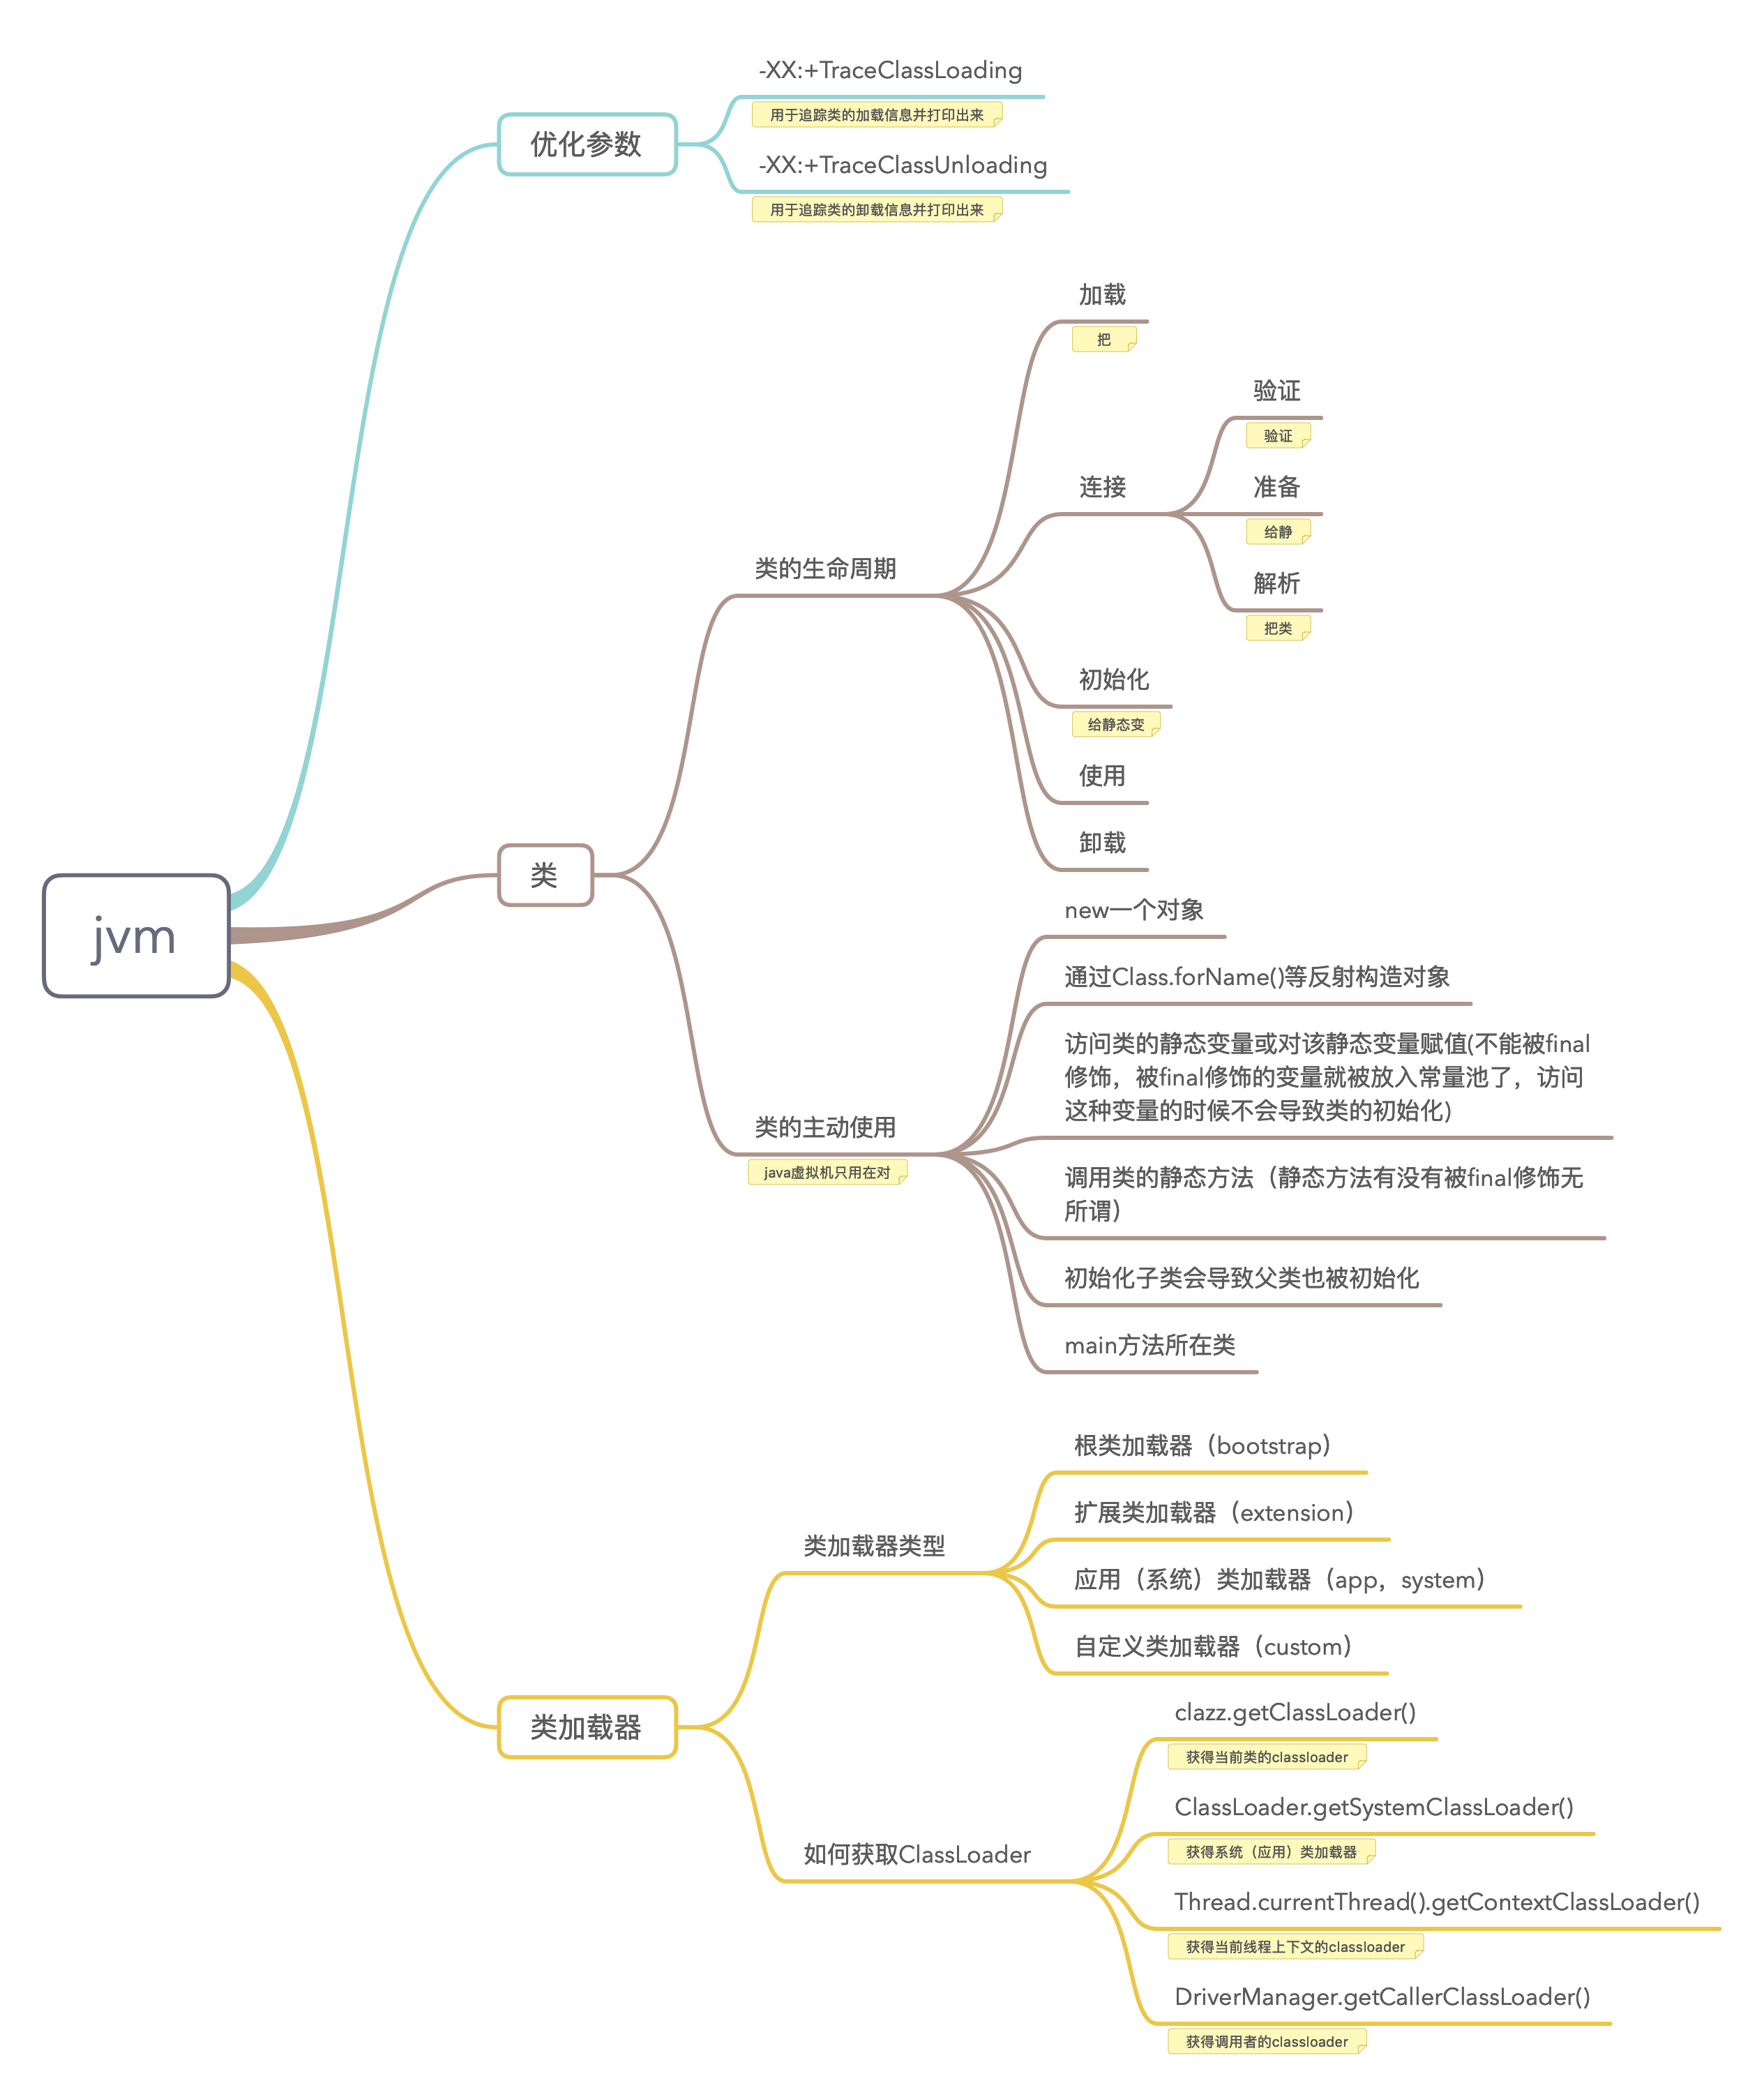 jvm
优化参数
-XX:+TraceClassLoading
用于追踪类的加载信息并打印出来
-XX:+TraceClassUnloading
用于追踪类的卸载信息并打印出来
类
类的生命周期
加载
把
连接
验证
验证
准备
给静
解析
把类
初始化
给静态变
使用
卸载
类的主动使用
java虚拟机只用在对
new一个对象
通过Class.forName()等反射构造对象
访问类的静态变量或对该静态变量赋值(不能被final
修饰，被final修饰的变量就被放入常量池了，访问
这种变量的时候不会导致类的初始化)
调用类的静态方法（静态方法有没有被final修饰无
所谓）
初始化子类会导致父类也被初始化
main方法所在类
类加载器
类加载器类型
根类加载器（bootstrap）
扩展类加载器（extension）
应用（系统）类加载器（app，system）
自定义类加载器（custom）
如何获取ClassLoader
clazz.getClassLoader()
获得当前类的classloader
ClassLoader.getSystemClassLoader()
获得系统（应用）类加载器
Thread.currentThread().getContextClassLoader()
获得当前线程上下文的classloader
DriverManager.getCallerClassLoader()
获得调用者的classloader